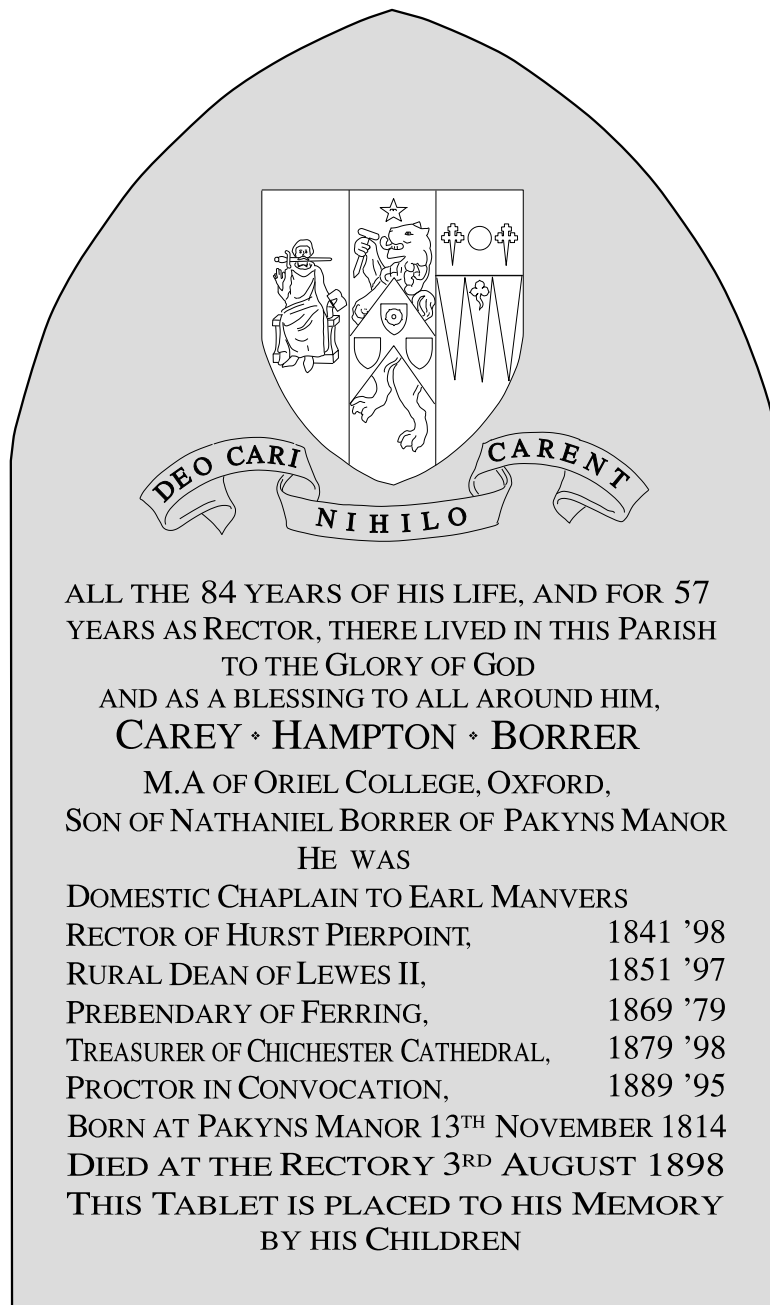 DEO CARI NIHILO CARENT
ALL THE 84 YEARS OF HIS LIFE, AND FOR 57
YEARS AS RECTOR, THERE LIVED IN THIS PARISH
TO THE GLORY OF GOD
AND AS A BLESSING TO ALL AROUND HIM,
CAREY ❖ HAMPTON ❖ BORRER
M.A OF ORIEL COLLEGE, OXFORD,
SON OF NATHANIEL BORRER OF PAKYNS MANOR
HE WAS
DOMESTIC CHAPLAIN TO EARL MANVERS
RECTOR OF HURST PIERPOINT, 1841 ’98
RURAL DEAN OF LEWES II, 1851 ’97
PREBENDARY OF FERRING, 1869 ’79
TREASURER OF CHICHESTER CATHEDRAL, 1879 ’98
PROCTOR IN CONVOCATION, 1889 ’95
BORN AT PAKYNS MANOR 13TH NOVEMBER 1814
DIED AT THE RECTORY 3RD AUGUST 1898
THIS TABLET IS PLACED TO HIS MEMORY
BY HIS CHILDREN